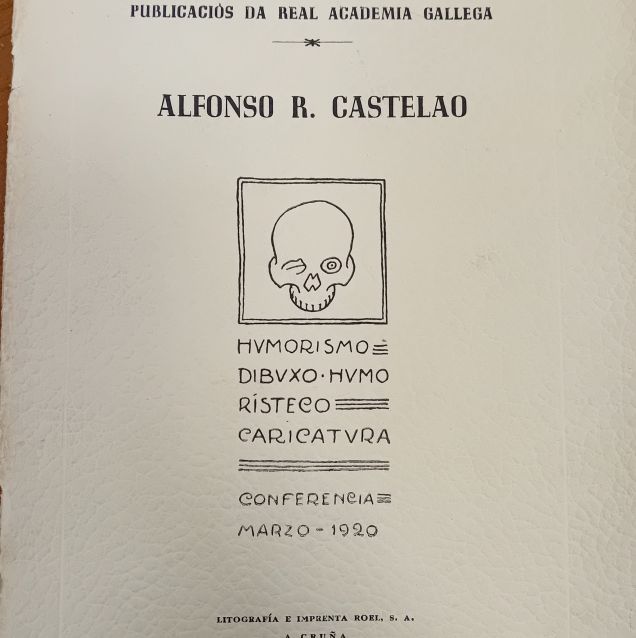 PUBLICACIÓS DA REAL ACADEMIA GALLEGA
ALFONSO R. CASTELAO
HVMORISMO
DIBVXO·HVMO
RÍSTECO
CARICATVRA
CONFERENCIA
MARZO-1920
LITOGRAFÍA E IMPRENTA ROEL, S. A.
A CRUÑA